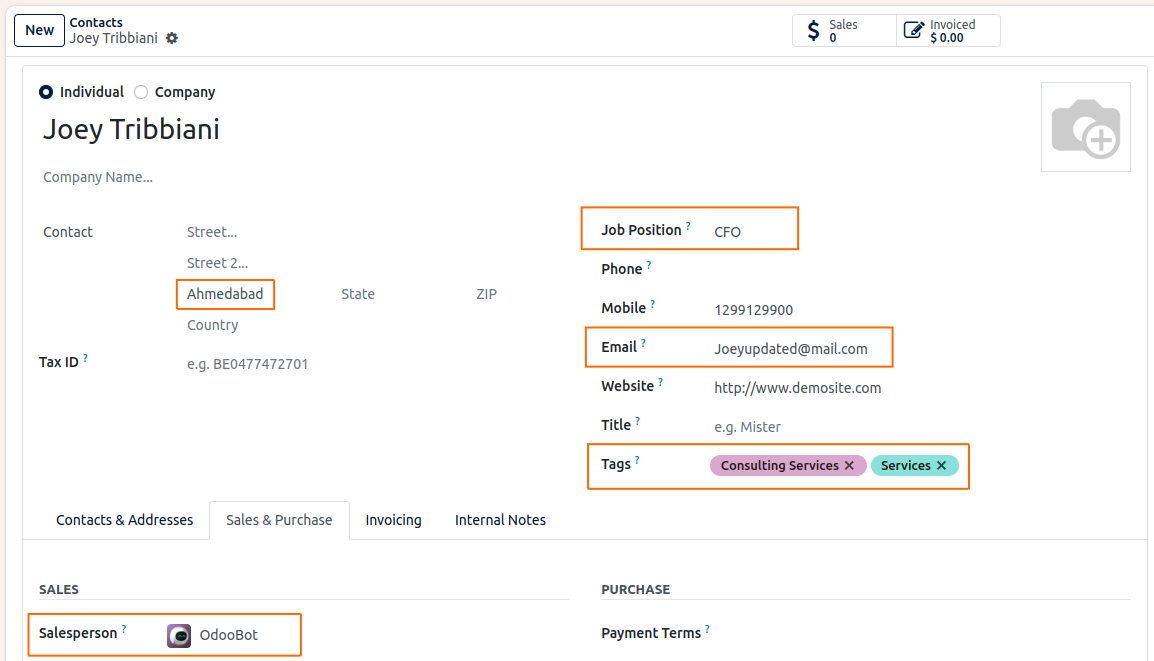 New
Contacts
Joey Tribbiani
Sales
0
Invoiced
$ 0.00
Individual
Company
Joey Tribbiani
Company Name...
Contact
Street...
Street 2...
Ahmedabad State ZIP
Country
Tax ID ? e.g. BE0477472701
Job Position ? CFO
Phone ?
Mobile ? 1299129900
Email ? Joeyupdated@mail.com
Website ? http://www.demosite.com
Title ? e.g. Mister
Tags ? Consulting Services × Services ×
Contacts & Addresses Sales & Purchase Invoicing Internal Notes
SALES
Salesperson ? OdooBot
PURCHASE
Payment Terms ?